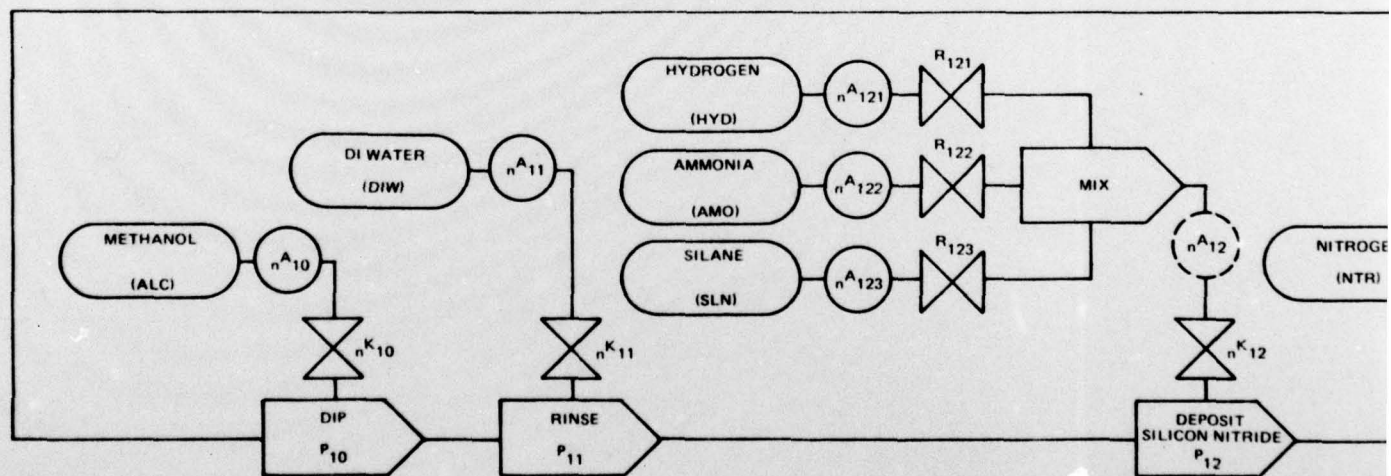 HYDROGEN
(HYD)
nA121
R121
AMMONIA
(AMO)
nA122
R122
MIX
SILANE
(SLN)
nA123
R123
DI WATER
(DIW)
nA11
METHANOL
(ALC)
nA10
nA12
NITROGE
(NTR)
nK10
nK11
nK12
DIP
P10
RINSE
P11
DEPOSIT
SILICON NITRIDE
P12